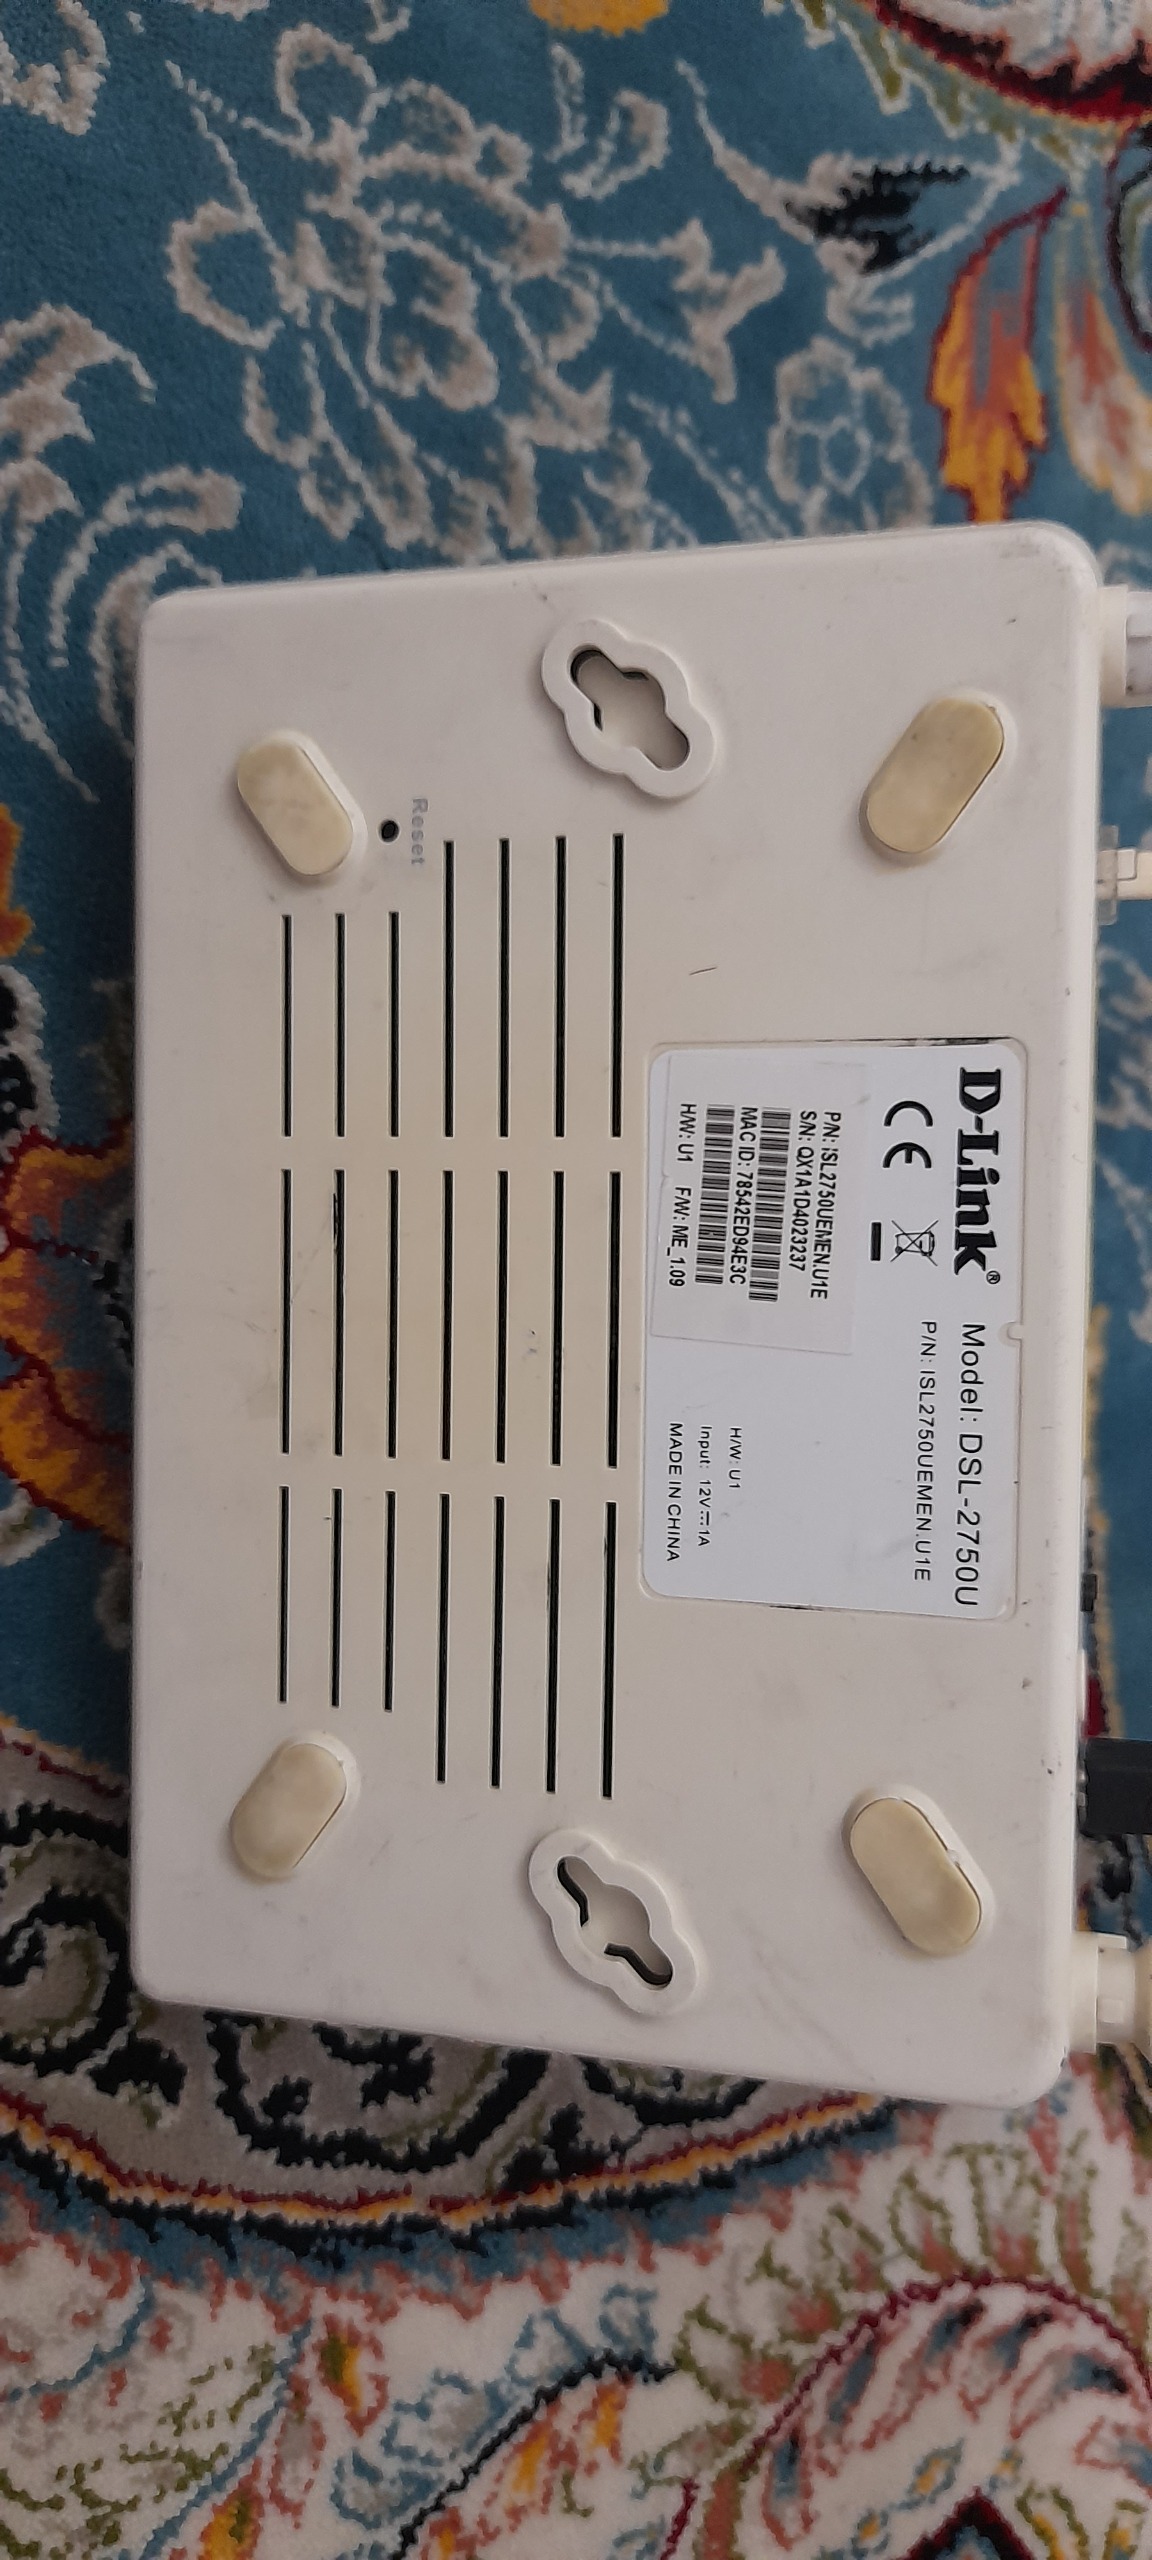 D-Link®
Model: DSL-2750U
P/N: ISL2750UEMEN.U1E
CE
P/N: ISL2750UEMEN.U1E
S/N: QX1A1D4023237
MAC ID: 78542ED94E3C
H/W: U1 F/W: ME_1.09
H/W: U1
Input: 12V⎓1A
MADE IN CHINA
Reset